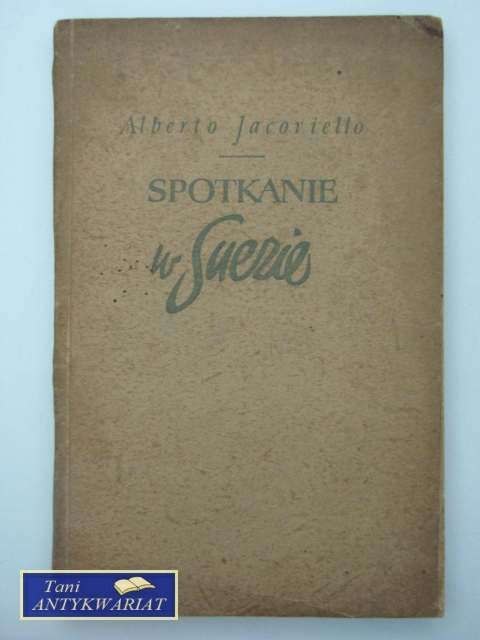 Alberto Jacoviello
SPOTKANIE
w Suezie
Tani
ANTYKWARIAT